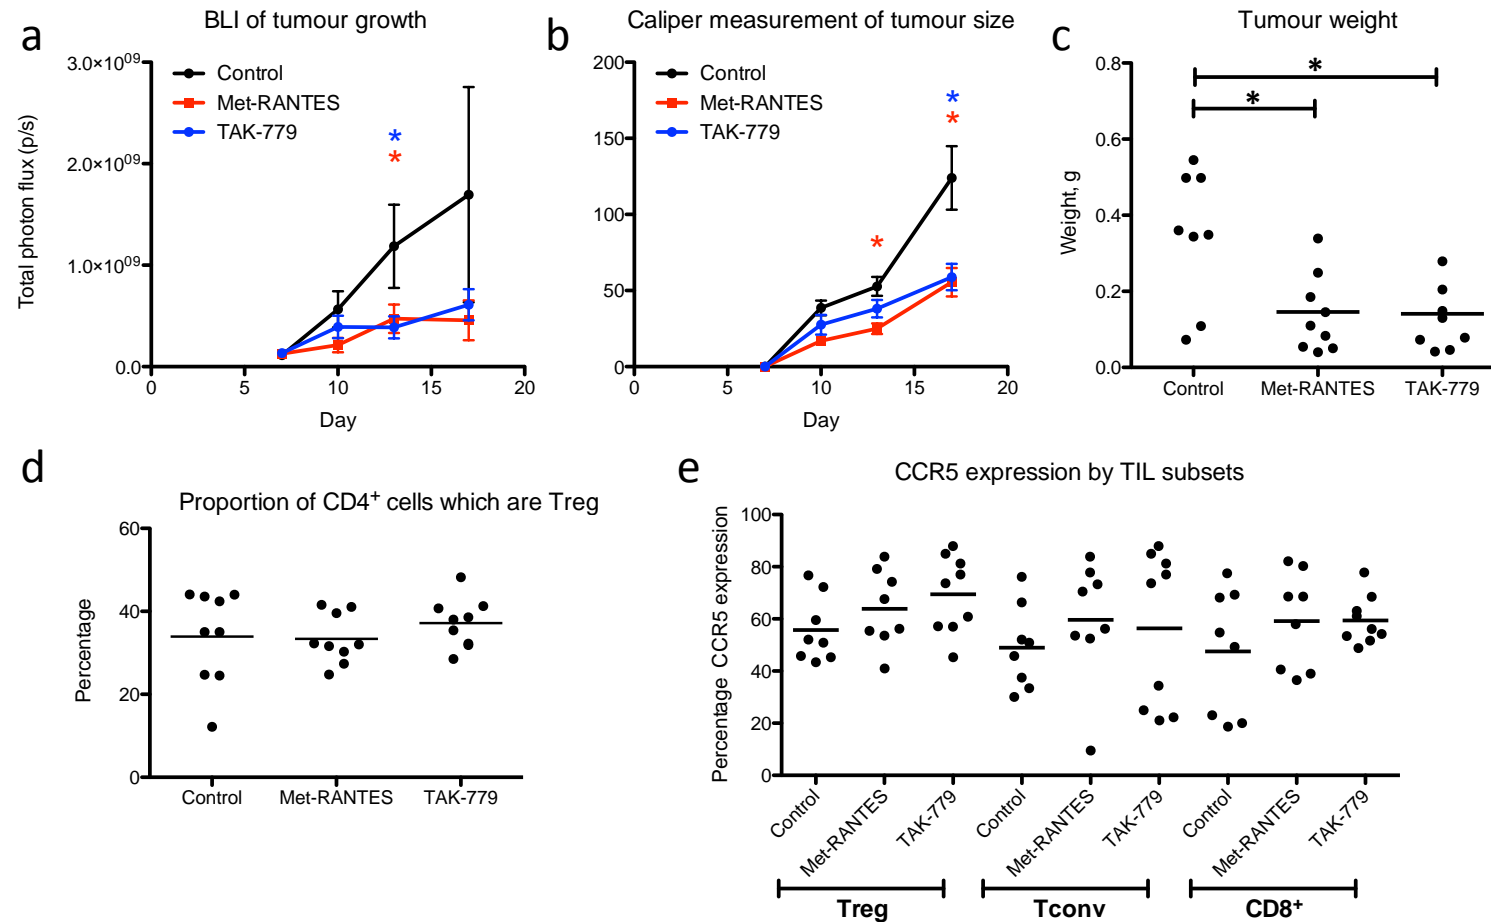 a
BLI of tumour growth
Total photon flux (p/s)
3.0×10⁰⁹
2.0×10⁰⁹
1.0×10⁰⁹
0.0
0 5 10 15 20
Day
Control
Met-RANTES
TAK-779
*
*
b
Caliper measurement of tumour size
200
150
100
50
0
0 5 10 15 20
Day
Control
Met-RANTES
TAK-779
*
*
*
c
Tumour weight
Weight, g
0.8
0.6
0.4
0.2
0.0
*
*
Control Met-RANTES TAK-779
d
Proportion of CD4⁺ cells which are Treg
Percentage
60
40
20
0
Control Met-RANTES TAK-779
e
CCR5 expression by TIL subsets
Percentage CCR5 expression
100
80
60
40
20
0
Control Met-RANTES TAK-779 Control Met-RANTES TAK-779 Control Met-RANTES TAK-779
Treg Tconv CD8⁺